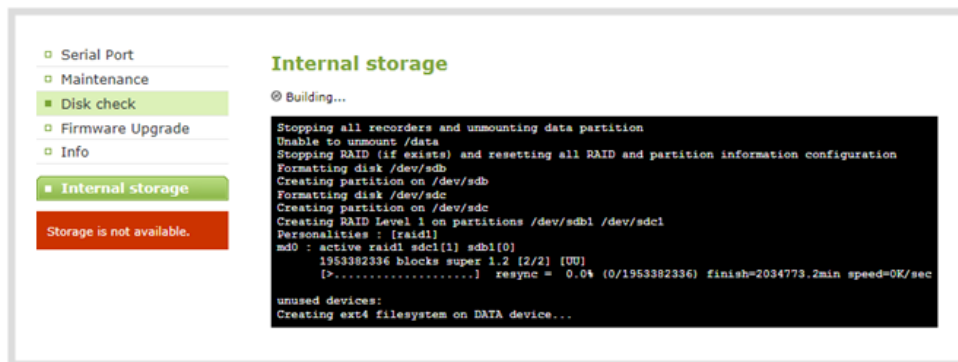 Serial Port
Maintenance
Disk check
Firmware Upgrade
Info
Internal storage
Storage is not available.
Internal storage
Building...
Stopping all recorders and unmounting data partition
Unable to unmount /data
Stopping RAID (if exists) and resetting all RAID and partition information configuration
Formatting disk /dev/sdb
Creating partition on /dev/sdb
Formatting disk /dev/sdc
Creating partition on /dev/sdc
Creating RAID Level 1 on partitions /dev/sdb1 /dev/sdc1
Personalities : [raid1]
md0 : active raid1 sdc1[1] sdb1[0]
1953382336 blocks super 1.2 [2/2] [UU]
[>....................] resync = 0.0% (0/1953382336) finish=2034773.2min speed=0K/sec
unused devices:
Creating ext4 filesystem on DATA device...